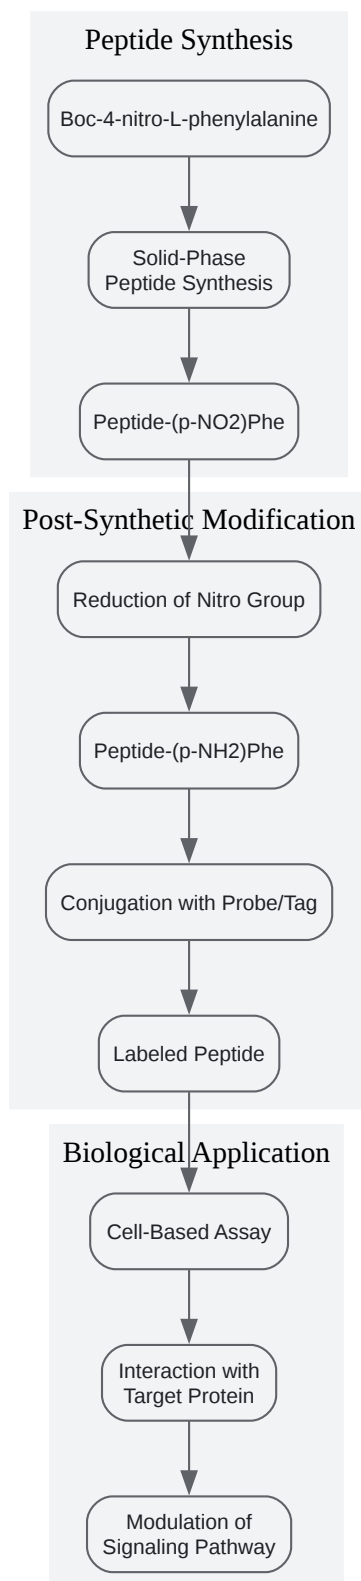 Peptide Synthesis
Boc-4-nitro-L-phenylalanine
Solid-Phase
Peptide Synthesis
Peptide-(p-NO2)Phe
Post-Synthetic Modification
Reduction of Nitro Group
Peptide-(p-NH2)Phe
Conjugation with Probe/Tag
Labeled Peptide
Biological Application
Cell-Based Assay
Interaction with
Target Protein
Modulation of
Signaling Pathway